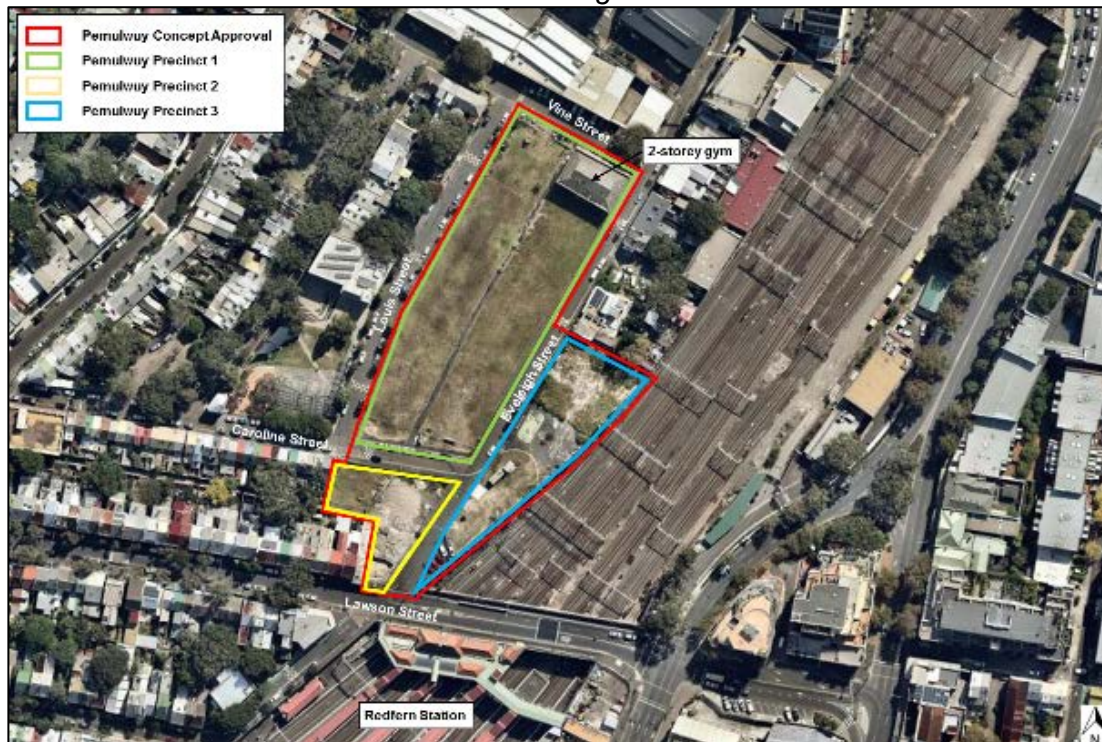 Pemulwuy Concept Approval
Pemulwuy Precinct 1
Pemulwuy Precinct 2
Pemulwuy Precinct 3
Vine Street
2-storey gym
Louis Street
Eveleigh Street
Caroline Street
Lawson Street
Redfern Station
N